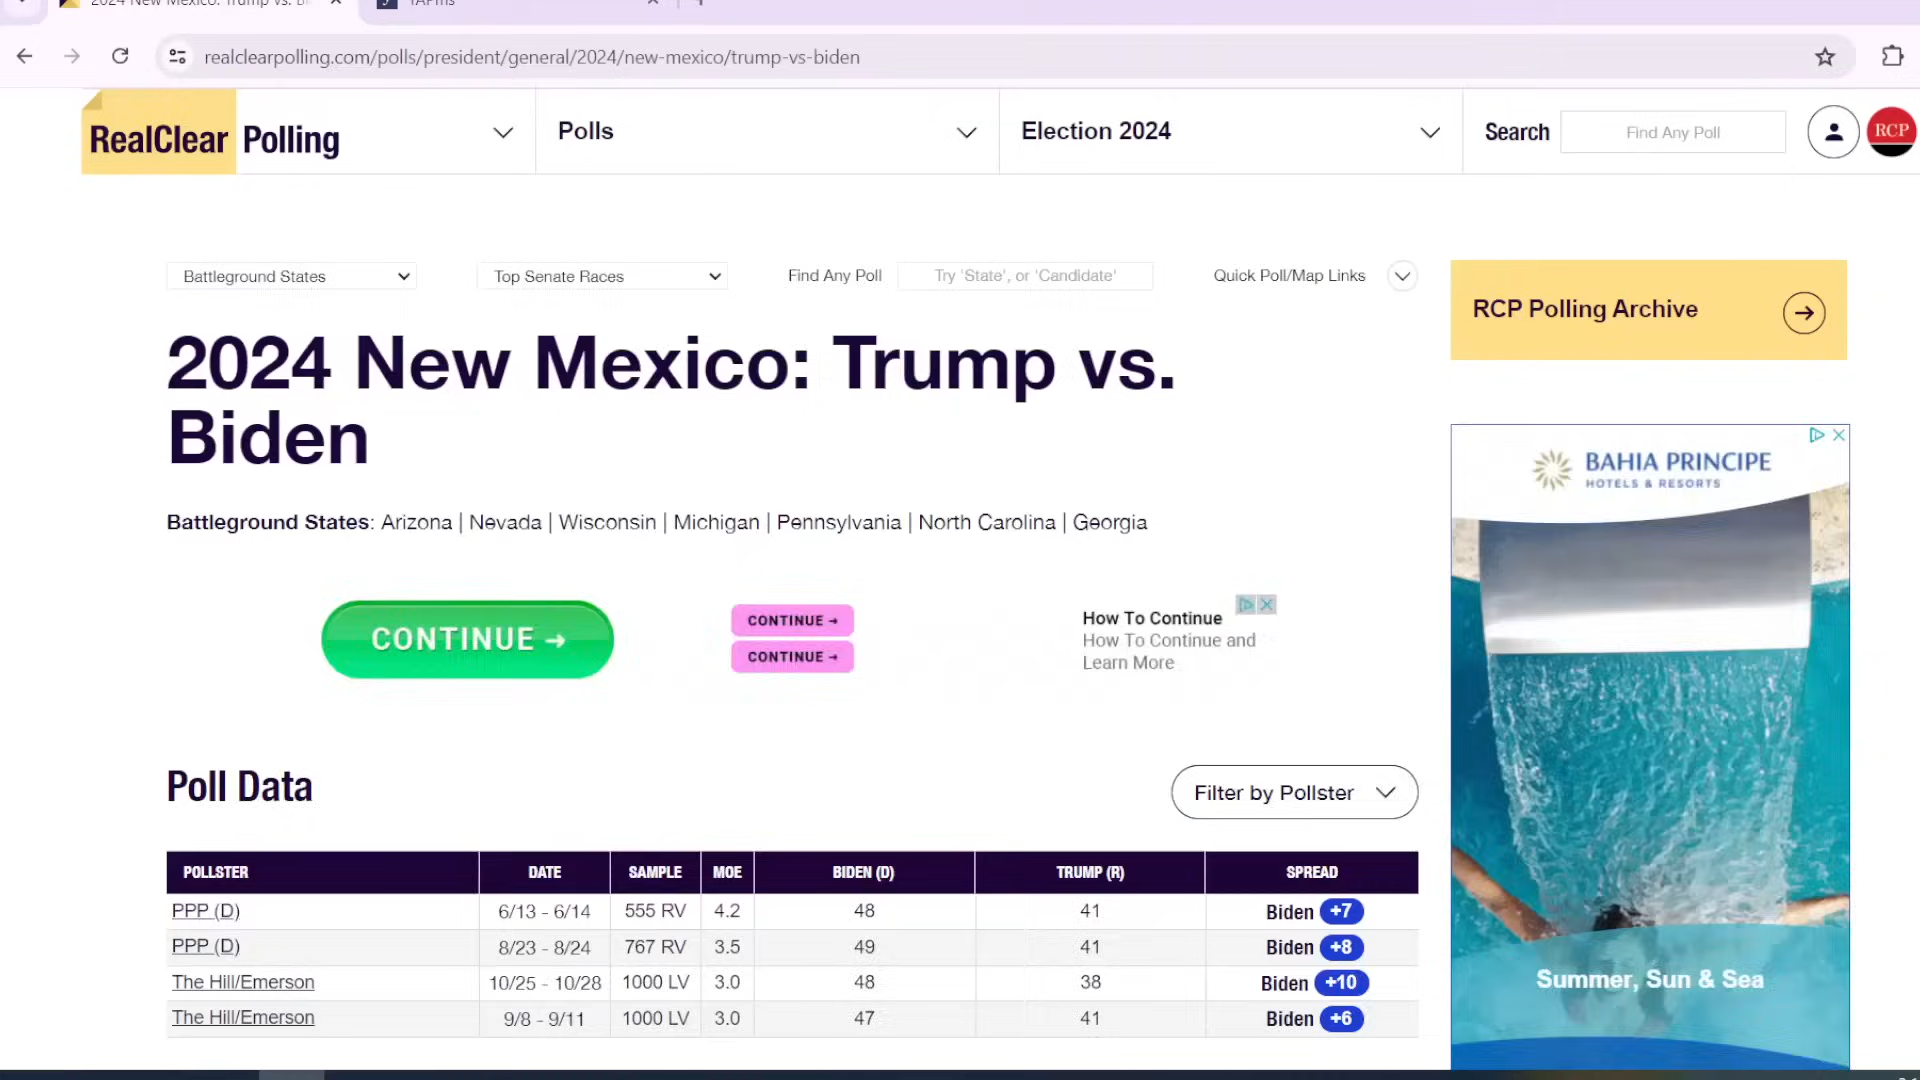 2024 New Mexico: Trump vs. Bi
YAPms
realclearpolling.com/polls/president/general/2024/new-mexico/trump-vs-biden
RealClear Polling
Polls
Election 2024
Search
Find Any Poll
RCP
Battleground States
Top Senate Races
Find Any Poll
Try 'State', or 'Candidate'
Quick Poll/Map Links
RCP Polling Archive
2024 New Mexico: Trump vs.
Biden
Battleground States: Arizona | Nevada | Wisconsin | Michigan | Pennsylvania | North Carolina | Georgia
BAHIA PRINCIPE
HOTELS & RESORTS
CONTINUE →
CONTINUE →
CONTINUE →
How To Continue
How To Continue and
Learn More
Poll Data
Filter by Pollster
POLLSTER DATE SAMPLE MOE BIDEN (D) TRUMP (R) SPREAD
PPP (D) 6/13 - 6/14 555 RV 4.2 48 41 Biden +7
PPP (D) 8/23 - 8/24 767 RV 3.5 49 41 Biden +8
The Hill/Emerson 10/25 - 10/28 1000 LV 3.0 48 38 Biden +10
The Hill/Emerson 9/8 - 9/11 1000 LV 3.0 47 41 Biden +6
Summer, Sun & Sea